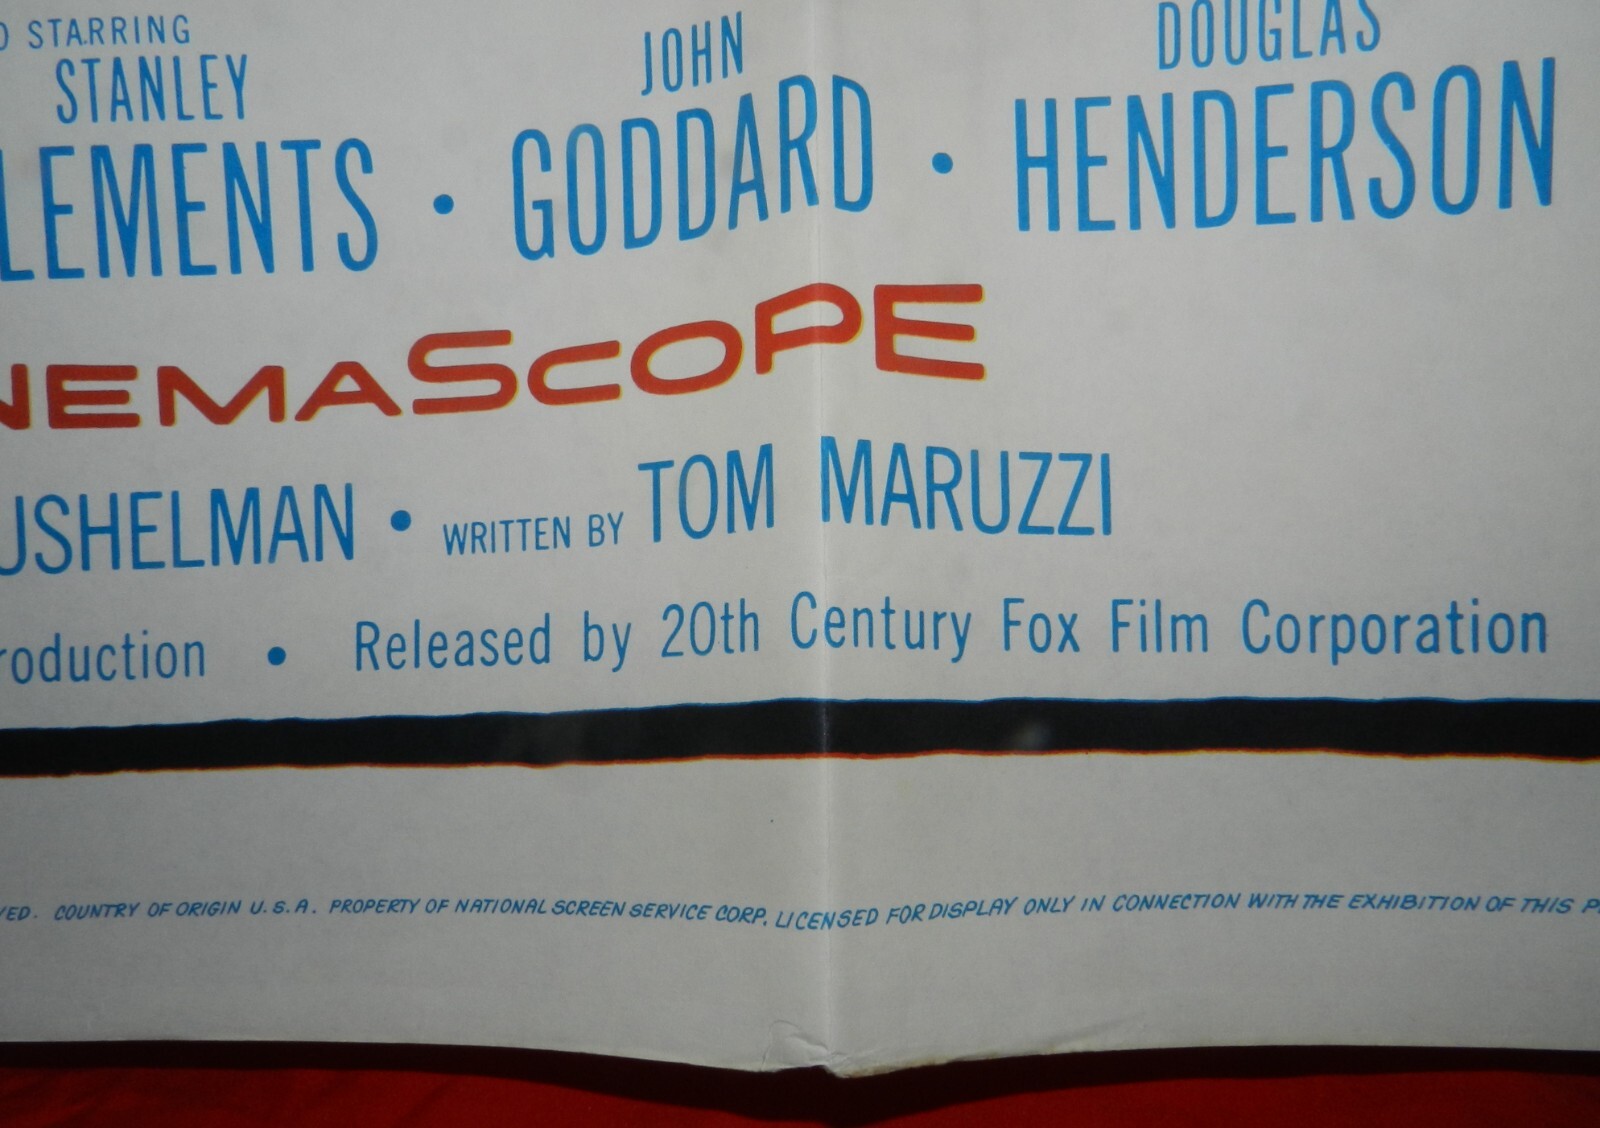 STARRING
STANLEY
LEMENTS • JOHN GODDARD • DOUGLAS HENDERSON
NEMASCOPE
USHELMAN • WRITTEN BY TOM MARUZZI
roduction • Released by 20th Century Fox Film Corporation
VED. COUNTRY OF ORIGIN U.S.A. PROPERTY OF NATIONAL SCREEN SERVICE CORP. LICENSED FOR DISPLAY ONLY IN CONNECTION WITH THE EXHIBITION OF THIS P